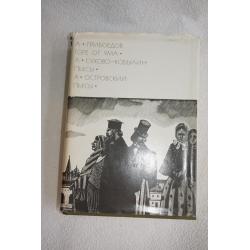 А • ГРИБОЕДОВ
ГОРЕ ОТ УМА •
А • СУХОВО-КОБЫЛИН
ПЬЕСЫ •
А • ОСТРОВСКИЙ
ПЬЕСЫ •